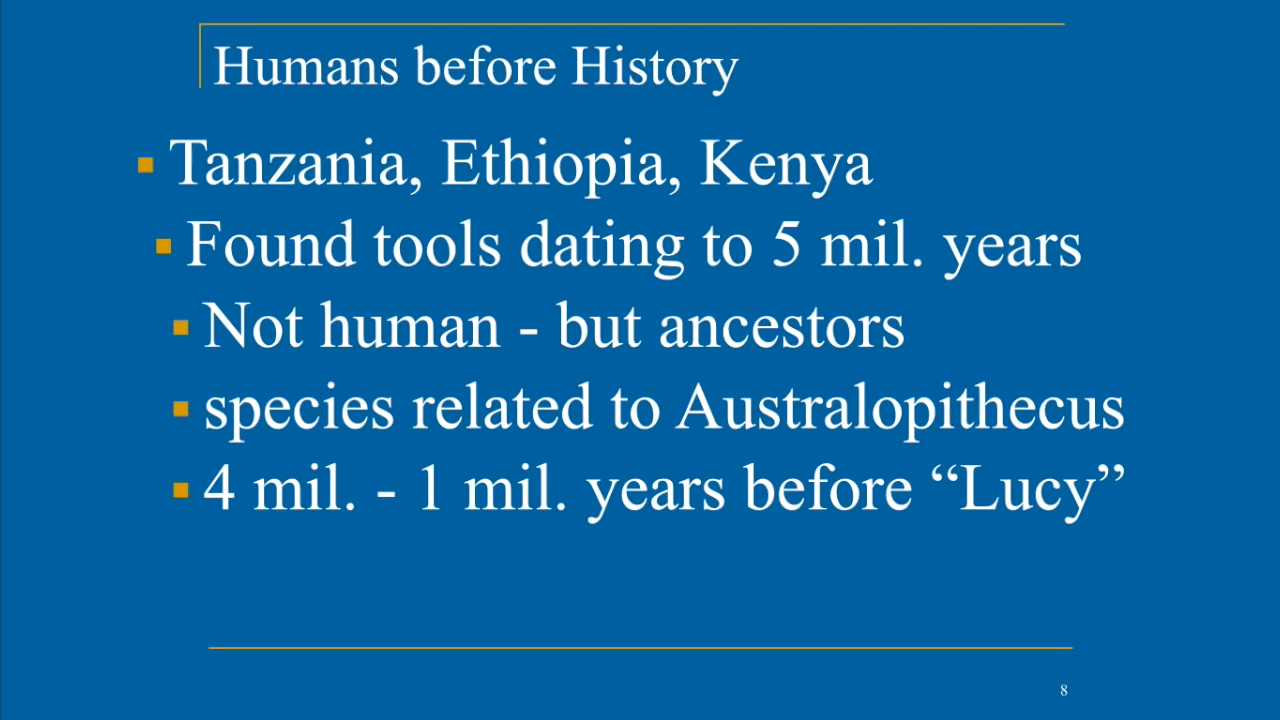 Humans before History
Tanzania, Ethiopia, Kenya
Found tools dating to 5 mil. years
Not human - but ancestors
species related to Australopithecus
4 mil. - 1 mil. years before “Lucy”
8